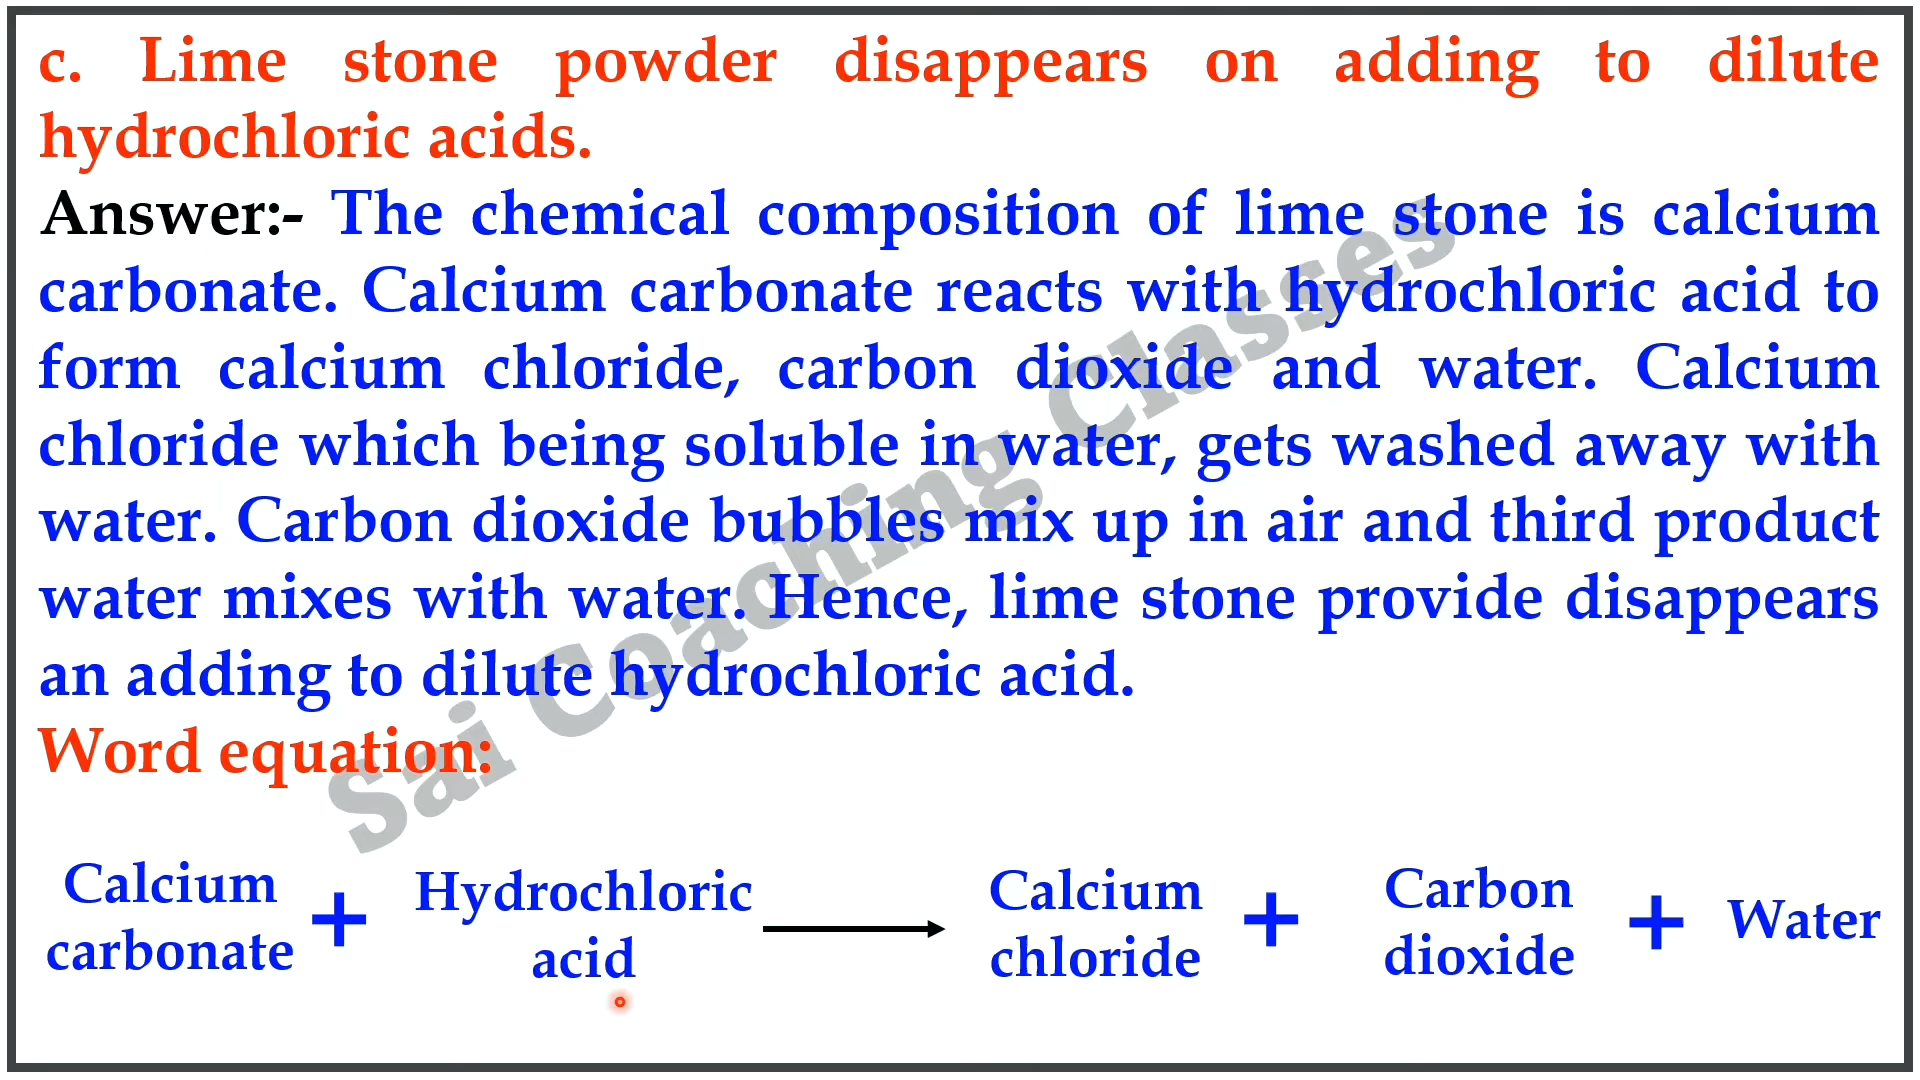 c. Lime stone powder disappears on adding to dilute
hydrochloric acids.
Answer:- The chemical composition of lime stone is calcium
carbonate. Calcium carbonate reacts with hydrochloric acid to
form calcium chloride, carbon dioxide and water. Calcium
chloride which being soluble in water, gets washed away with
water. Carbon dioxide bubbles mix up in air and third product
water mixes with water. Hence, lime stone provide disappears
an adding to dilute hydrochloric acid.
Word equation:
Calcium
carbonate
+
Hydrochloric
acid
Calcium
chloride
+
Carbon
dioxide
+
Water
Sai Coaching Classes